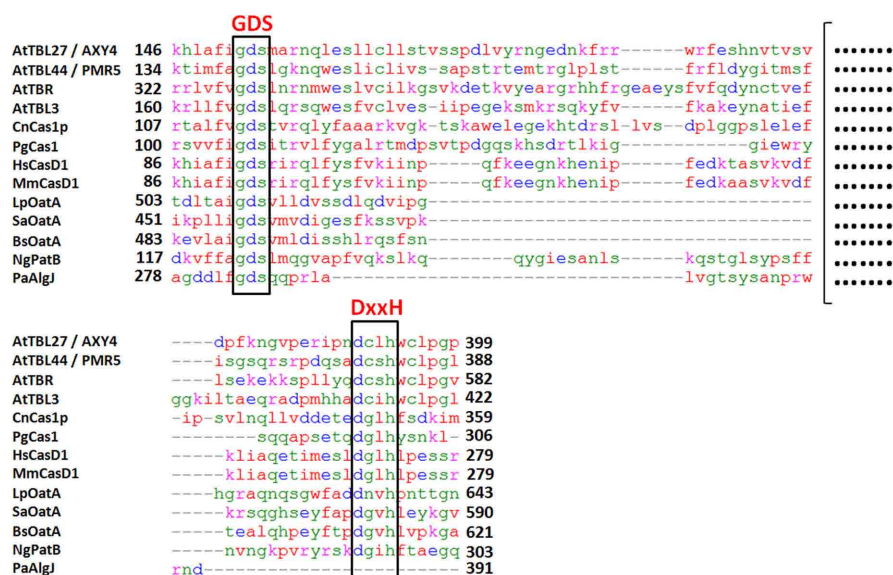 GDS
AtTBL27 / AXY4 146 khlafigdsmarnqlesllcllstvsspdlvyrngednkfrr------wrfeshnvtvsv
AtTBL44 / PMR5 134 ktimfagdslgknqwesliclivs-sapstrtemtrglplst------frfldygitmsf
AtTBR 322 rrlvfvgdslnrnmweslvcilkgsvkdetkvyeargrhhfrgeaeysfvfqdynctvef
AtTBL3 160 krllfvgdslqrsqwesfvclves-iipegeksmkrsqkyfv------fkakeynatief
CnCas1p 107 rtalfvgdstvrqlyfaaarkvgk-tskawelegekhtdrsl-lvs--dplggpslelef
PgCas1 100 rsvvfigdsitrvlfygalrtmdpsvtpdgqskhsdrtlkig-----------giewry
HsCasD1 86 khiafigdsrirqlfysfvkiinp-----qfkeegnkhenip------fedktasvkvdf
MmCasD1 86 khiafigdsrirqlfysfvkiinp-----qfkeegnkhenip------fedkaasvkvdf
LpOatA 503 tdltaigdsvlldvssdlqdvipg------------------------------------
SaOatA 451 ikplligdsvmvdigesfkssvpk------------------------------------
BsOatA 483 kevlaigdsvmldisshlrqsfsn------------------------------------
NgPatB 117 dkvffagdslmqgvapfvqkslkq-----qygiesanls------kqstglsypsff
PaAlgJ 278 agddlfgdsqqprla------------------------------lvgtsysanprw
DxxH
AtTBL27 / AXY4 ----dpfkngvperipndclhwclpgp 399
AtTBL44 / PMR5 ----isgsqrsrpdqsadcshwclpgl 388
AtTBR ----lsekekkspllyqdcshwclpgv 582
AtTBL3 ggkiltaeqradpmhhadcihwclpgl 422
CnCas1p -ip-svlnqllvddetedglhfsdkim 359
PgCas1 --------sqqapsetqdglhysnkl- 306
HsCasD1 -----kliaqetimesldglhlpessr 279
MmCasD1 -----kliaqetimesldglhlpessr 279
LpOatA ----hgraqnqsgwfaddnvhpnttgn 643
SaOatA -----krsqghseyfapdgvhleykgv 590
BsOatA -----tealqhpeyftpdgvhlvpkga 621
NgPatB -----nvngkpvryrskdgihftaegq 303
PaAlgJ rnd------------------------ 391